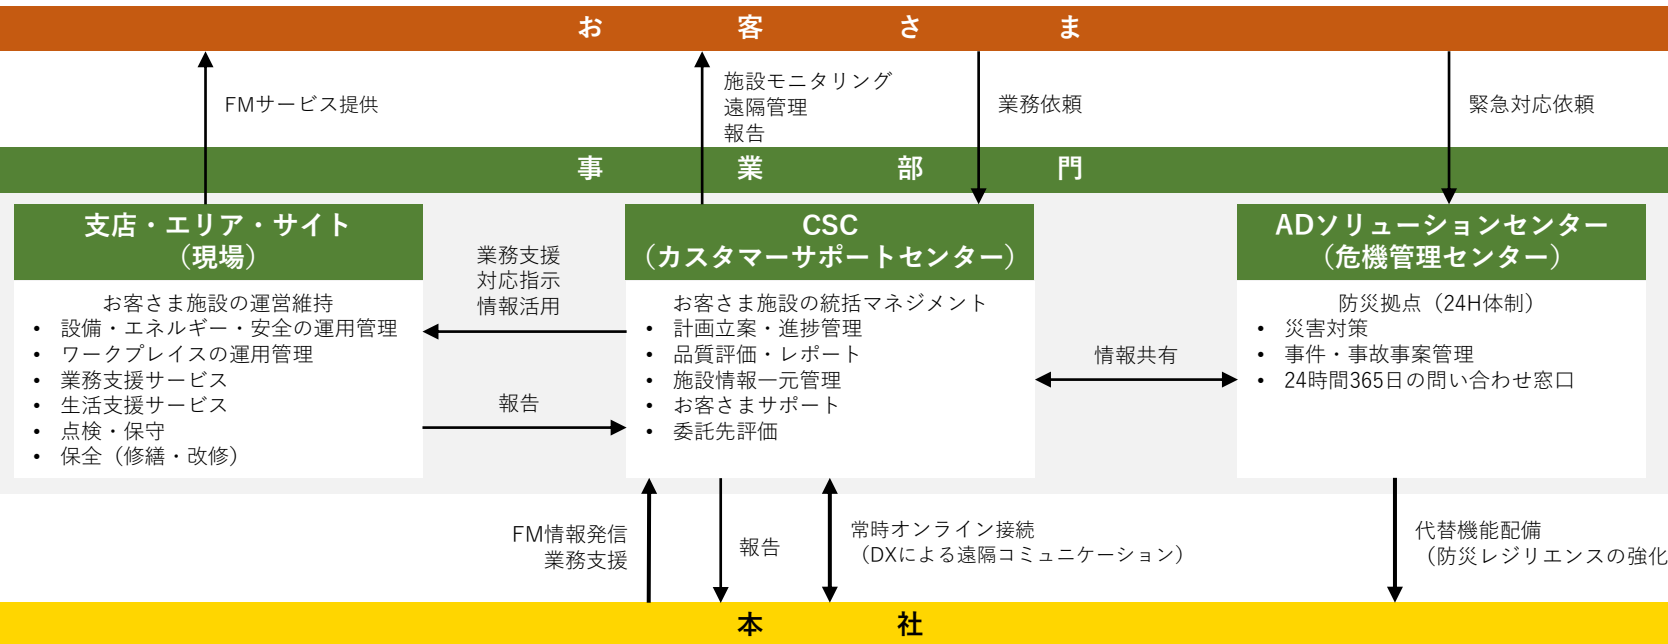 お客さま
FMサービス提供
施設モニタリング
遠隔管理
報告
業務依頼
緊急対応依頼
事業部門
支店・エリア・サイト
（現場）
お客さま施設の運営維持
• 設備・エネルギー・安全の運用管理
• ワークプレイスの運用管理
• 業務支援サービス
• 生活支援サービス
• 点検・保守
• 保全（修繕・改修）
業務支援
対応指示
情報活用
報告
CSC
（カスタマーサポートセンター）
お客さま施設の統括マネジメント
• 計画立案・進捗管理
• 品質評価・レポート
• 施設情報一元管理
• お客さまサポート
• 委託先評価
情報共有
ADソリューションセンター
（危機管理センター）
防災拠点（24H体制）
• 災害対策
• 事件・事故事案管理
• 24時間365日の問い合わせ窓口
FM情報発信
業務支援
報告
常時オンライン接続
（DXによる遠隔コミュニケーション）
代替機能配備
（防災レジリエンスの強化
本社